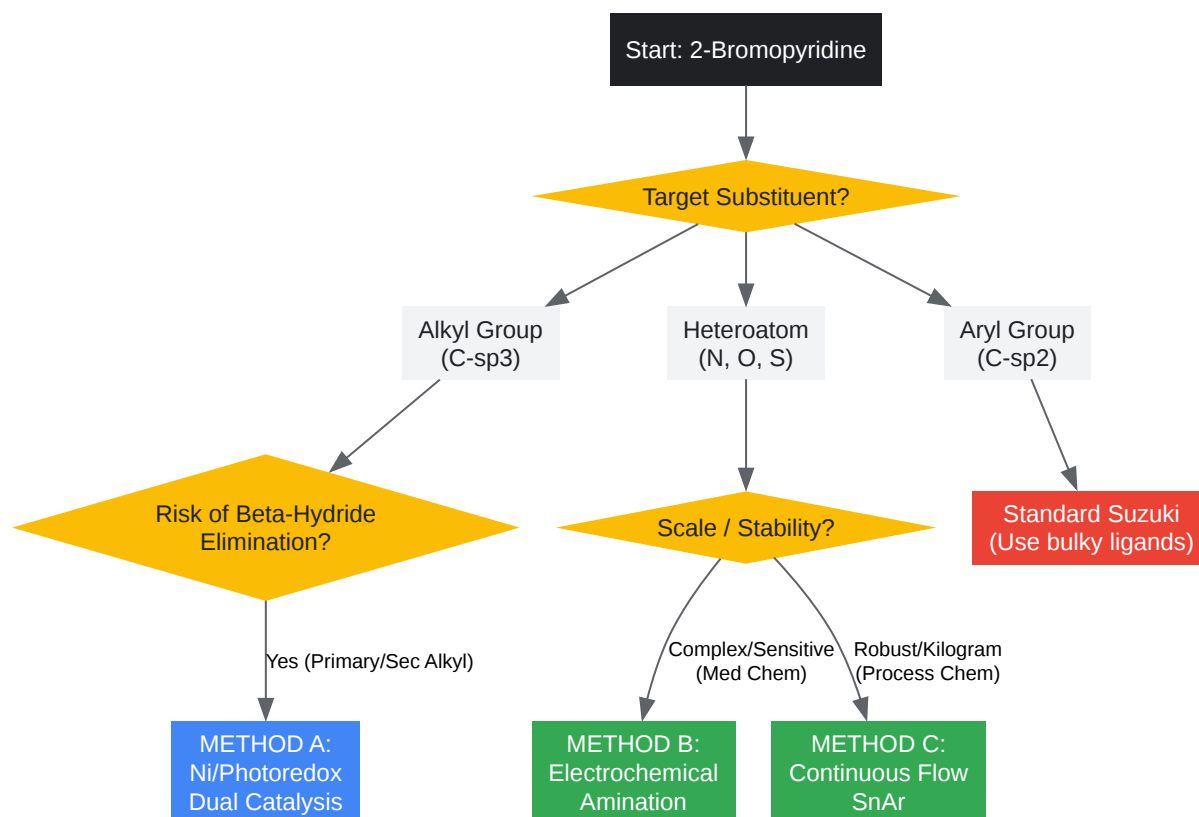 Start: 2-Bromopyridine
Target Substituent?
Alkyl Group
(C-sp3)
Heteroatom
(N, O, S)
Aryl Group
(C-sp2)
Risk of Beta-Hydride
Elimination?
Scale / Stability?
Standard Suzuki
(Use bulky ligands)
Yes (Primary/Sec Alkyl)
Complex/Sensitive
(Med Chem)
Robust/Kilogram
(Process Chem)
METHOD A:
Ni/Photoredox
Dual Catalysis
METHOD B:
Electrochemical
Amination
METHOD C:
Continuous Flow
SnAr